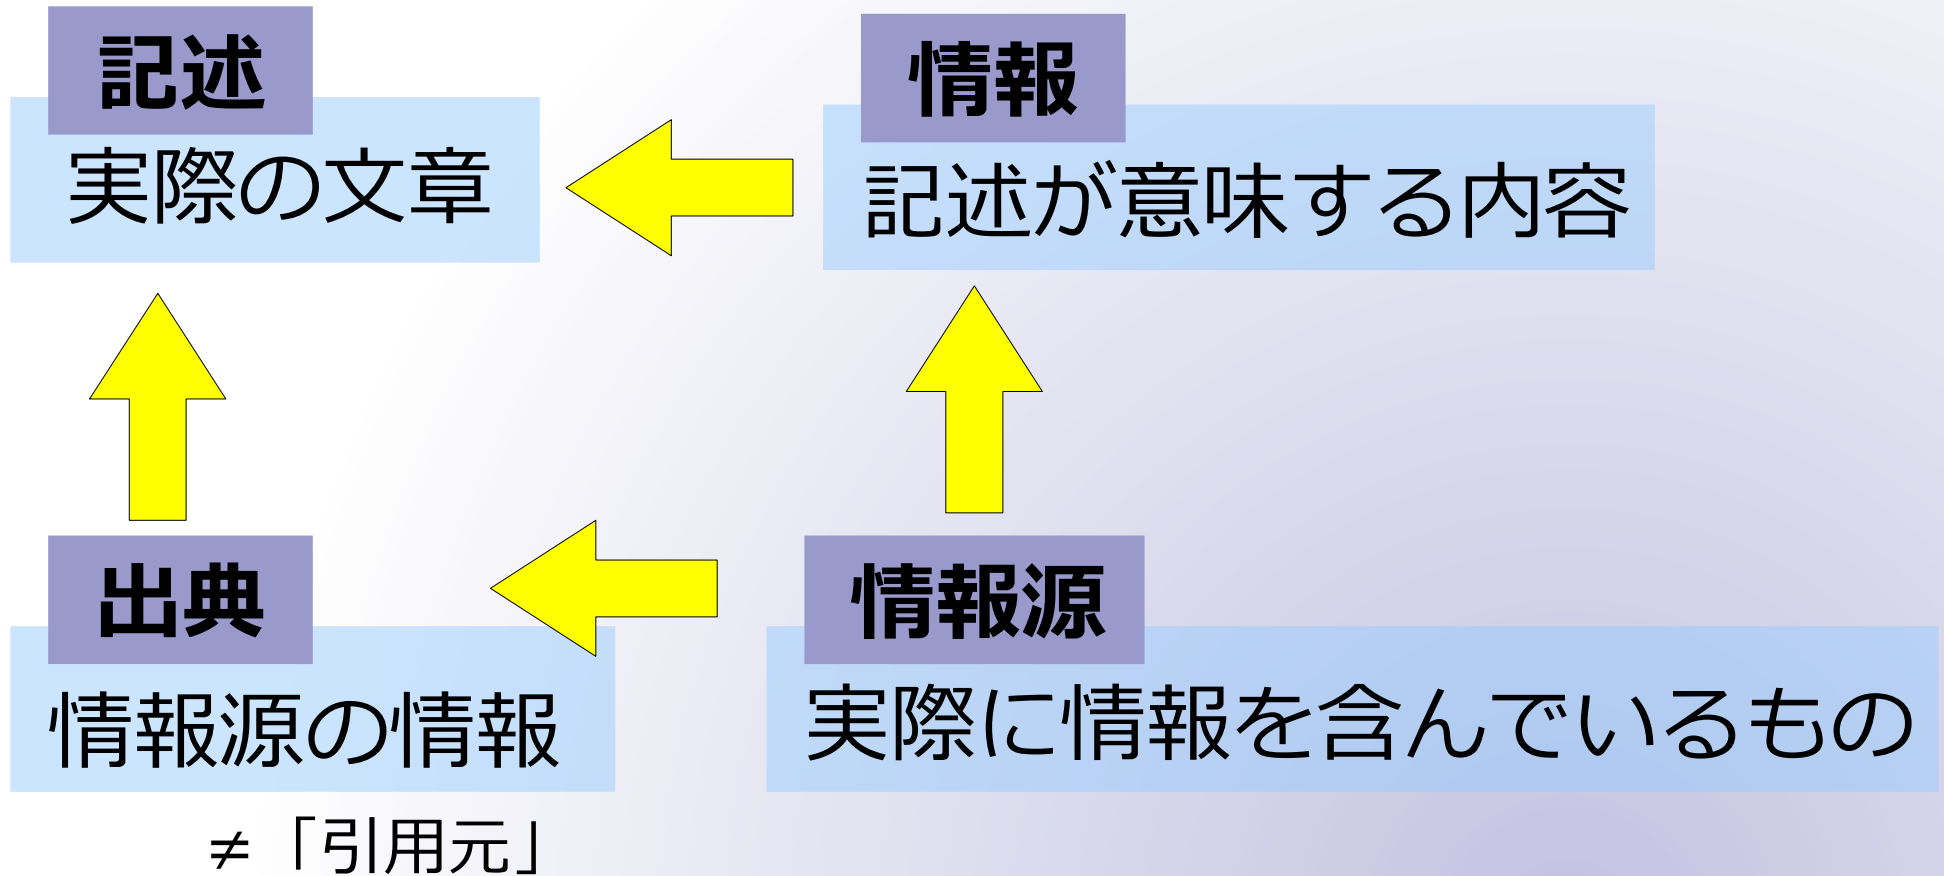 記述
実際の文章
情報
記述が意味する内容
出典
情報源の情報
≠「引用元」
情報源
実際に情報を含んでいるもの